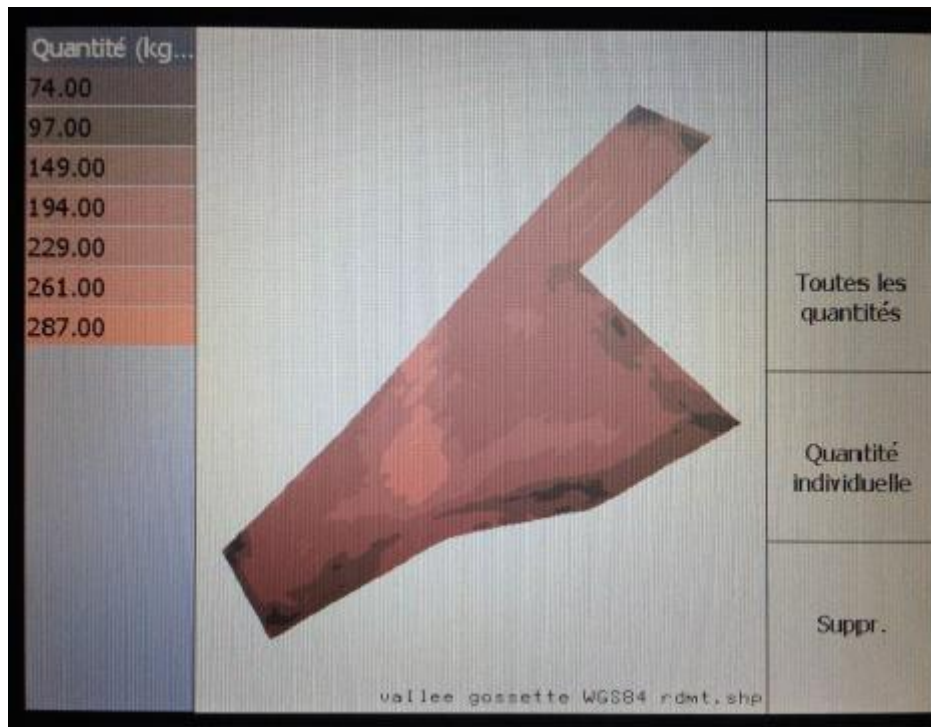 Quantité (kg...
74.00
97.00
149.00
194.00
229.00
261.00
287.00
Toutes les
quantités
Quantité
individuelle
Suppr.
vallee gossette WGS84 rdmt.shp